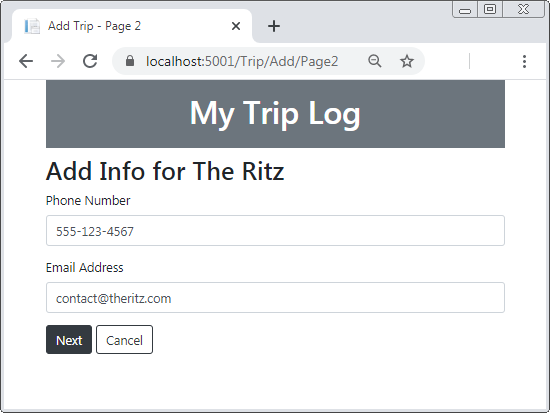 Add Trip - Page 2
localhost:5001/Trip/Add/Page2
My Trip Log
Add Info for The Ritz
Phone Number
555-123-4567
Email Address
contact@theritz.com
Next Cancel